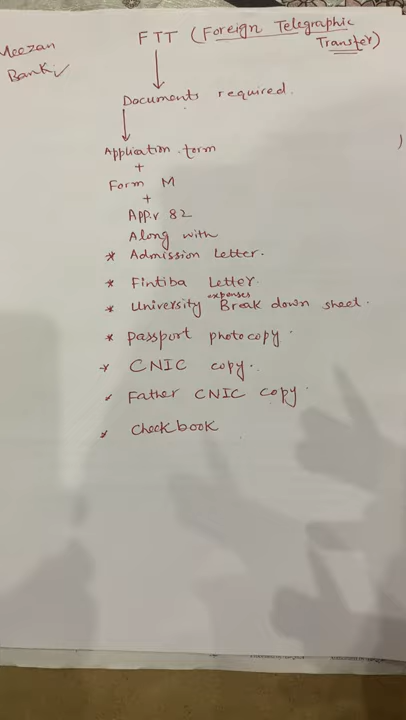 Meezan
Bank
FTT (Foreign Telegraphic
Transfer)
Documents required.
Application form
+
Form M
+
App.v 82
Along with
* Admission Letter.
* Fintiba Letter.
expenses
* University Break down sheet.
* Passport photocopy.
* CNIC copy.
* Father CNIC copy
* Checkbook